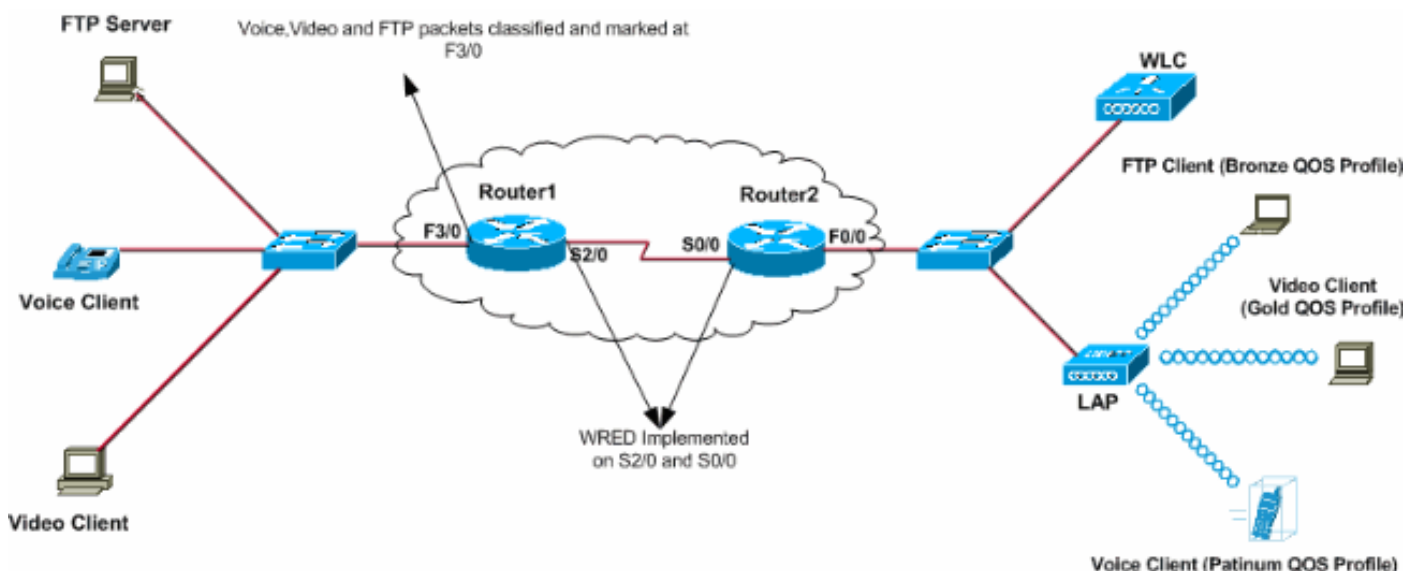 FTP Server
Voice,Video and FTP packets classified and marked at
F3/0
WLC
FTP Client (Bronze QOS Profile)
Router1
Router2
F3/0
S2/0
S0/0
F0/0
Voice Client
Video Client
(Gold QOS Profile)
LAP
WRED Implemented
on S2/0 and S0/0
Video Client
Voice Client (Patinum QOS Profile)